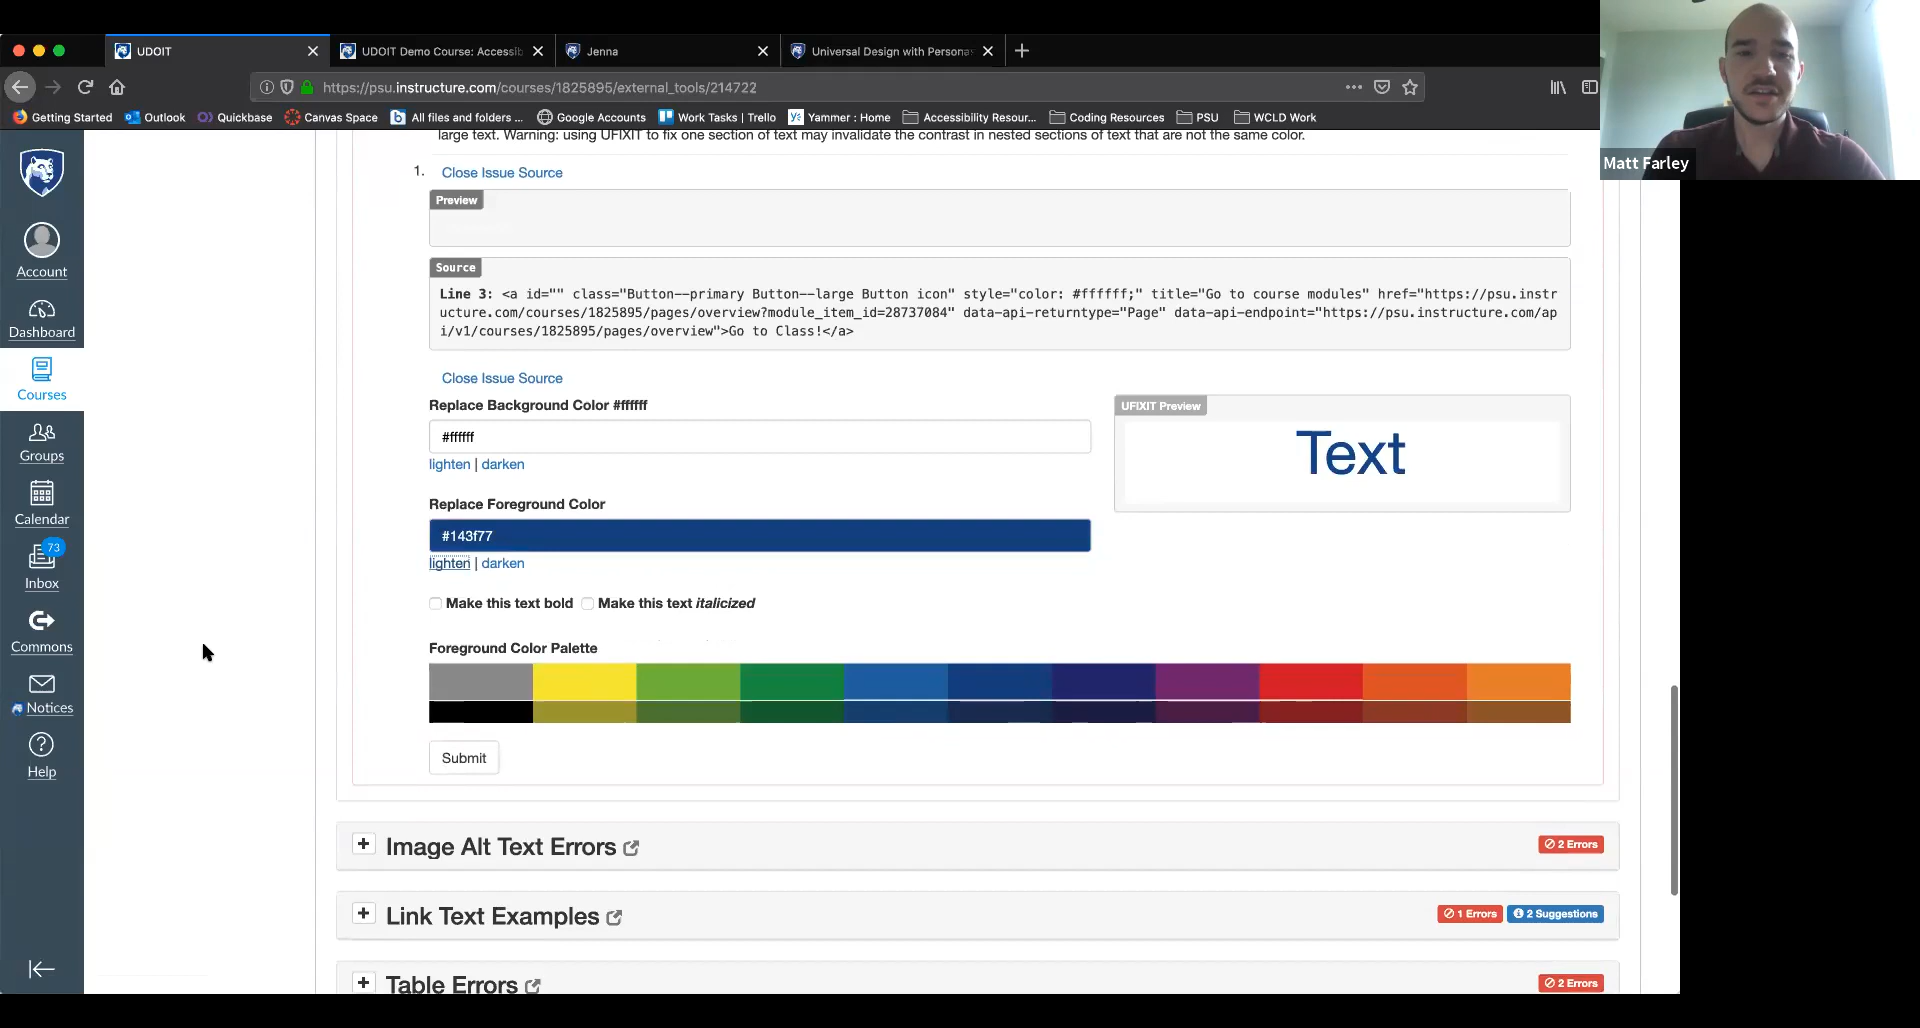 UDOIT
UDOIT Demo Course: Accessib
Jenna
Universal Design with Persona
https://psu.instructure.com/courses/1825895/external_tools/214722
Getting Started
Outlook
Quickbase
Canvas Space
All files and folders ...
Google Accounts
Work Tasks | Trello
Yammer : Home
Accessibility Resour...
Coding Resources
PSU
WCLD Work
Matt Farley
large text. Warning: using UFIXIT to fix one section of text may invalidate the contrast in nested sections of text that are not the same color.
1. Close Issue Source
Preview
Source
Line 3: <a id="" class="Button--primary Button--large Button icon" style="color: #ffffff;" title="Go to course modules" href="https://psu.instr
ucture.com/courses/1825895/pages/overview?module_item_id=28737084" data-api-returntype="Page" data-api-endpoint="https://psu.instructure.com/ap
i/v1/courses/1825895/pages/overview">Go to Class!</a>
Close Issue Source
Replace Background Color #ffffff
#ffffff
lighten | darken
UFIXIT Preview
Text
Replace Foreground Color
#143f77
lighten | darken
Make this text bold Make this text italicized
Foreground Color Palette
Submit
Image Alt Text Errors
2 Errors
Link Text Examples
1 Errors
2 Suggestions
Table Errors
2 Errors
Account
Dashboard
Courses
Groups
Calendar
73
Inbox
Commons
Notices
Help